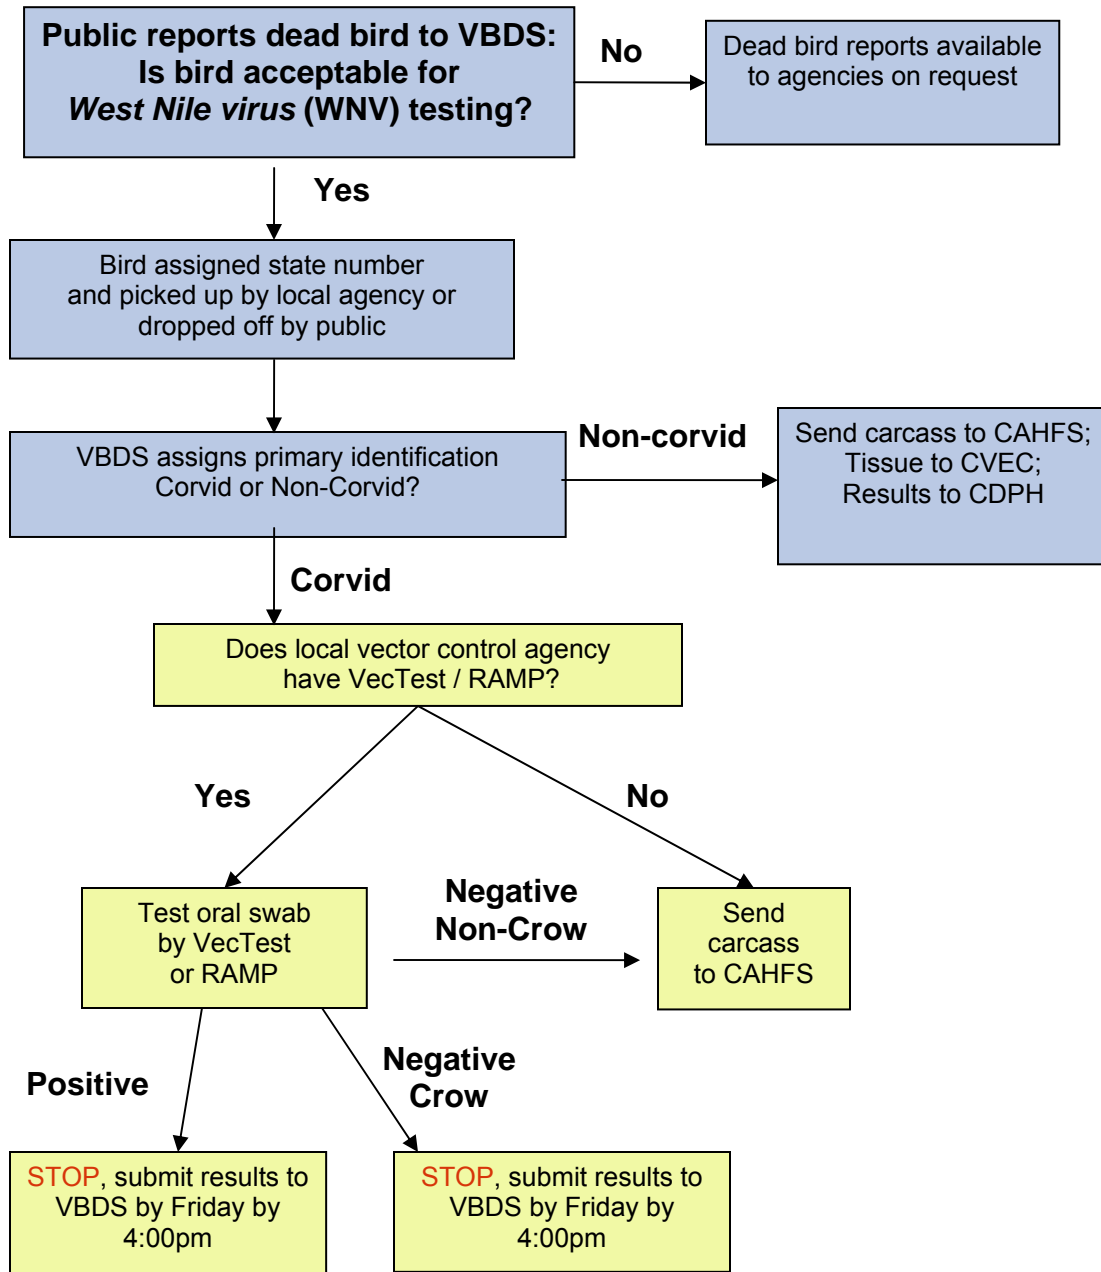 Public reports dead bird to VBDS:
Is bird acceptable for
West Nile virus (WNV) testing?
No
Dead bird reports available
to agencies on request
Yes
Bird assigned state number
and picked up by local agency or
dropped off by public
VBDS assigns primary identification
Corvid or Non-Corvid?
Non-corvid
Send carcass to CAHFS;
Tissue to CVEC;
Results to CDPH
Corvid
Does local vector control agency
have VecTest / RAMP?
Yes
No
Test oral swab
by VecTest
or RAMP
Negative
Non-Crow
Send
carcass
to CAHFS
Positive
Negative
Crow
STOP, submit results to
VBDS by Friday by
4:00pm
STOP, submit results to
VBDS by Friday by
4:00pm